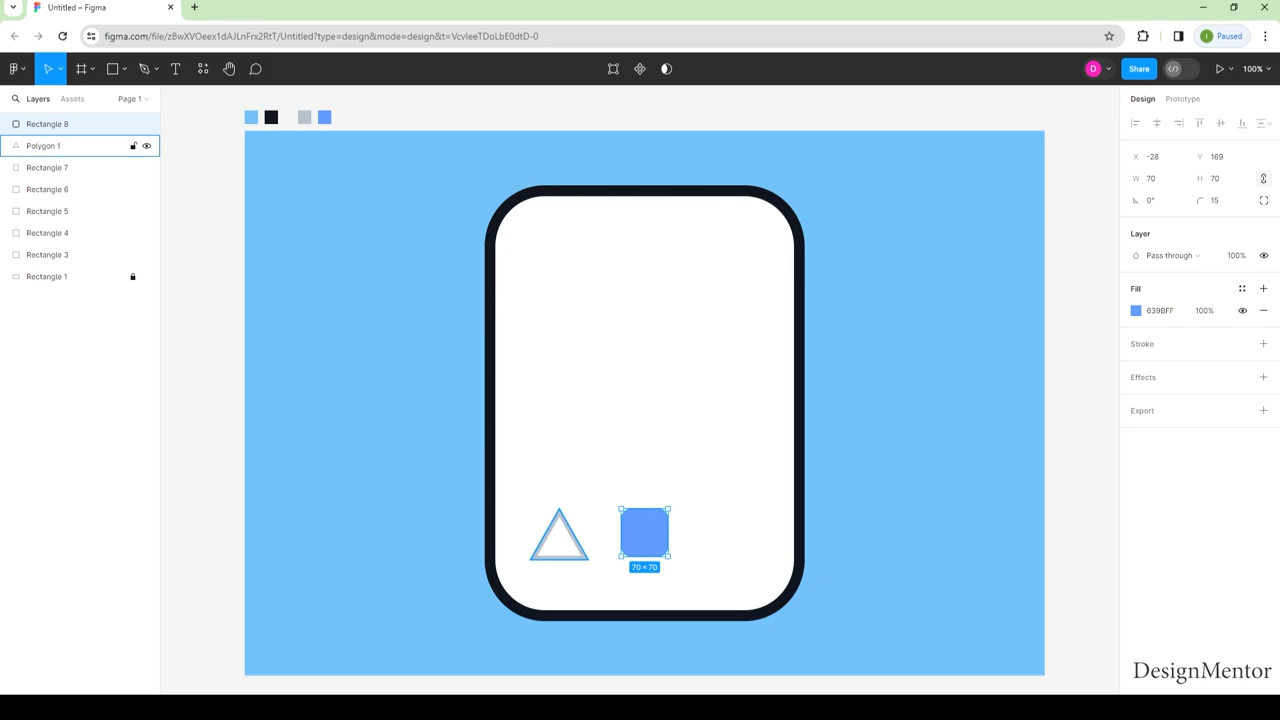 Untitled – Figma
figma.com/file/zBwXVOeex1dAJLnFrx2RtT/Untitled?type=design&mode=design&t=VcvIeeTDoLbE0dtD-0
I
Paused
D
Share
100%
Layers
Assets
Page 1
Design
Prototype
Rectangle 8
Polygon 1
Rectangle 7
Rectangle 6
Rectangle 5
Rectangle 4
Rectangle 3
Rectangle 1
X
-28
Y
169
W
70
H
70
0°
15
Layer
Pass through
100%
Fill
639BFF
100%
Stroke
Effects
Export
70 × 70
DesignMentor